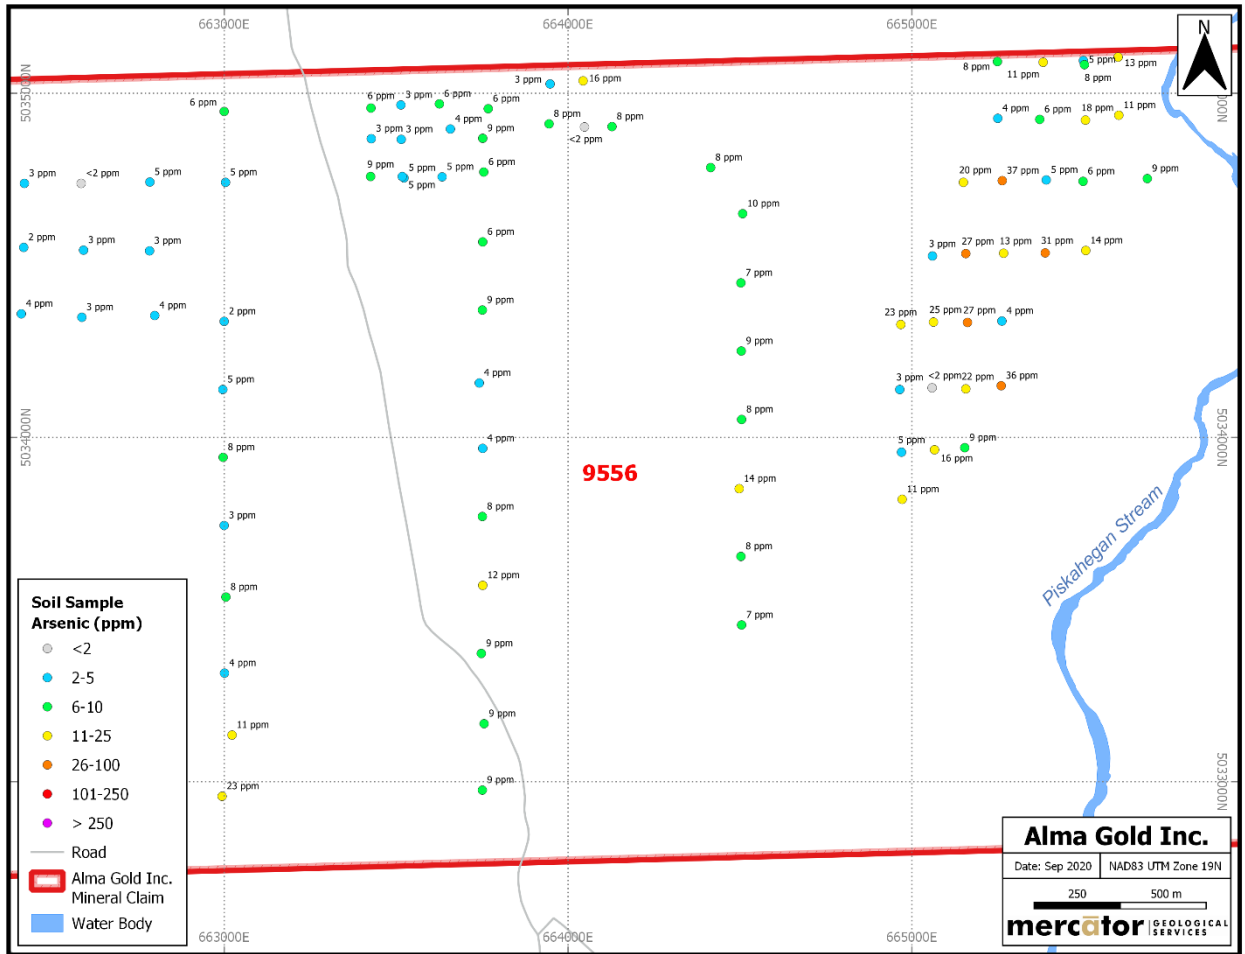 663000E
664000E
665000E
N
5035000N
3 ppm
16 ppm
8 ppm
11 ppm
5 ppm
8 ppm
13 ppm
6 ppm
6 ppm
3 ppm
6 ppm
6 ppm
3 ppm
3 ppm
4 ppm
9 ppm
8 ppm
<2 ppm
8 ppm
4 ppm
6 ppm
18 ppm
11 ppm
3 ppm
<2 ppm
5 ppm
5 ppm
9 ppm
5 ppm
5 ppm
5 ppm
6 ppm
8 ppm
20 ppm
37 ppm
5 ppm
6 ppm
9 ppm
10 ppm
2 ppm
3 ppm
3 ppm
6 ppm
3 ppm
27 ppm
13 ppm
31 ppm
14 ppm
7 ppm
4 ppm
3 ppm
4 ppm
2 ppm
9 ppm
23 ppm
25 ppm
27 ppm
4 ppm
9 ppm
5 ppm
4 ppm
3 ppm
<2 ppm
22 ppm
36 ppm
8 ppm
5034000N
5034000N
8 ppm
4 ppm
5 ppm
16 ppm
9 ppm
9556
14 ppm
11 ppm
3 ppm
8 ppm
8 ppm
Piskahegan Stream
8 ppm
12 ppm
7 ppm
4 ppm
9 ppm
11 ppm
9 ppm
23 ppm
9 ppm
5033000N
Soil Sample
Arsenic (ppm)
<2
2-5
6-10
11-25
26-100
101-250
> 250
Road
Alma Gold Inc.
Mineral Claim
Water Body
Alma Gold Inc.
Date: Sep 2020
NAD83 UTM Zone 19N
250
500 m
mercātor | GEOLOGICAL
SERVICES
663000E
664000E
665000E